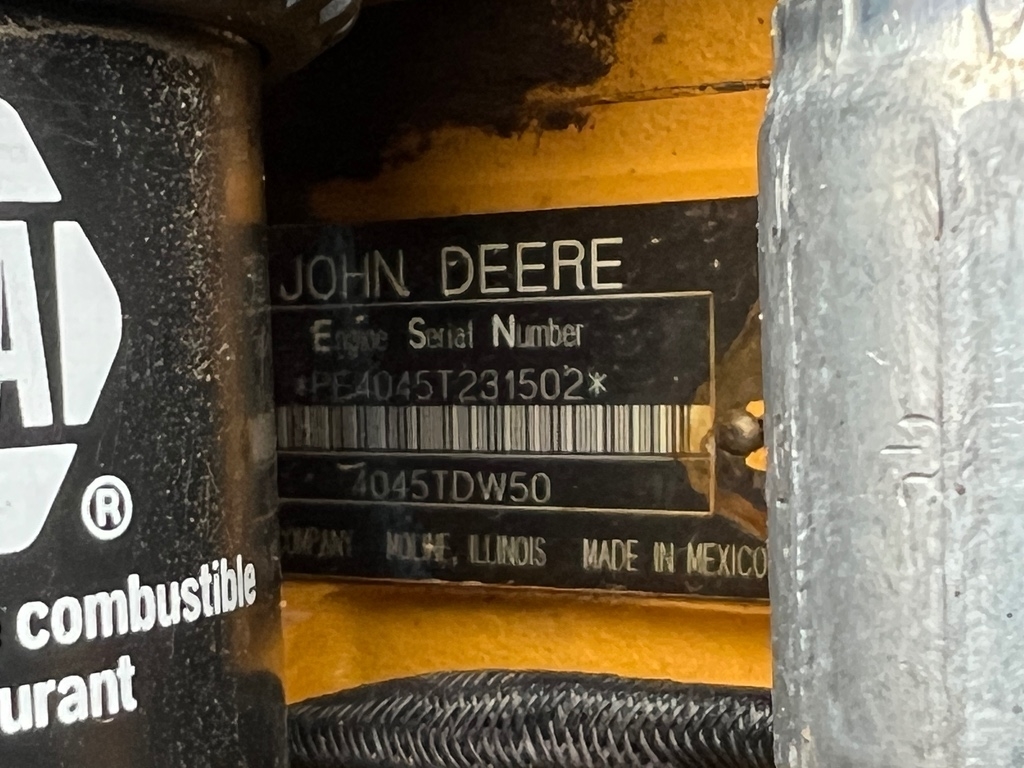 JOHN DEERE
Engine Serial Number
*PE4045T231502*
4045TDW50
COMPANY MOLINE, ILLINOIS MADE IN MEXICO
A
®
combustible
urant